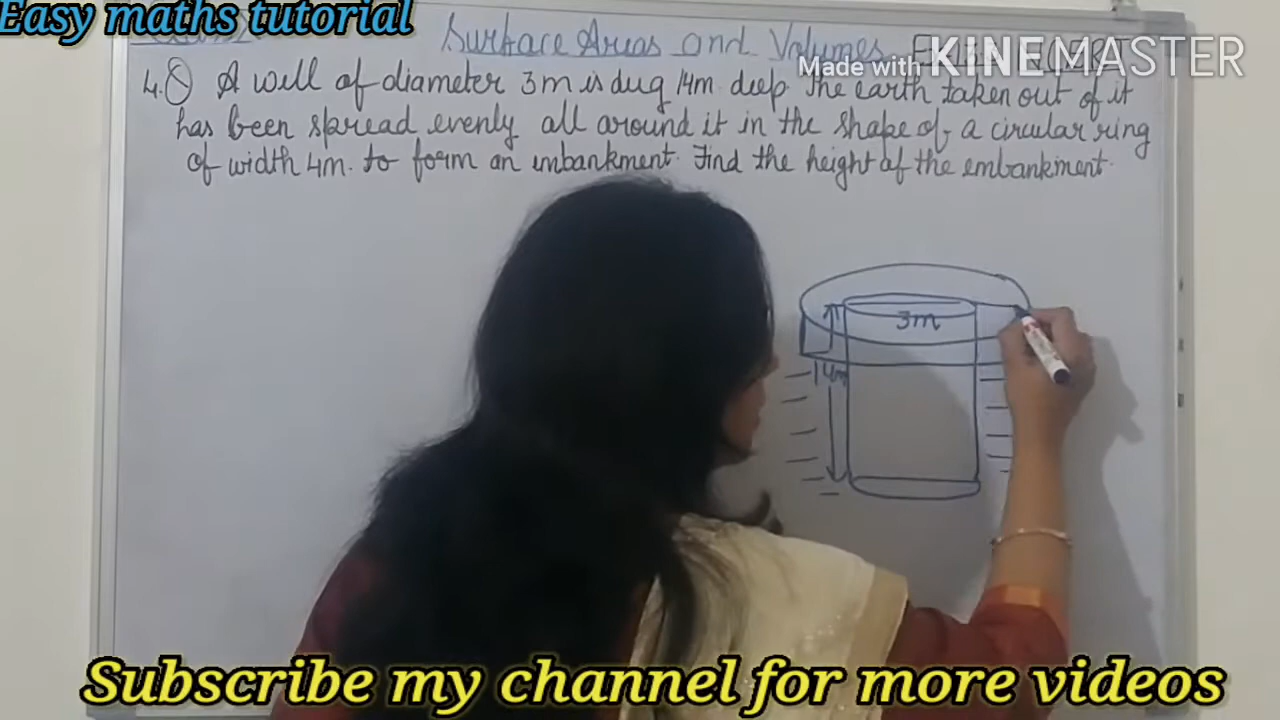 Easy maths tutorial
Surface Areas and Volumes
Made with KINEMASTER
4.Q A well of diameter 3m is dug 14m deep. The earth taken out of it
has been spread evenly all around it in the shape of a circular ring
of width 4m. to form an embankment. Find the height of the embankment.
3m
14m
Subscribe my channel for more videos